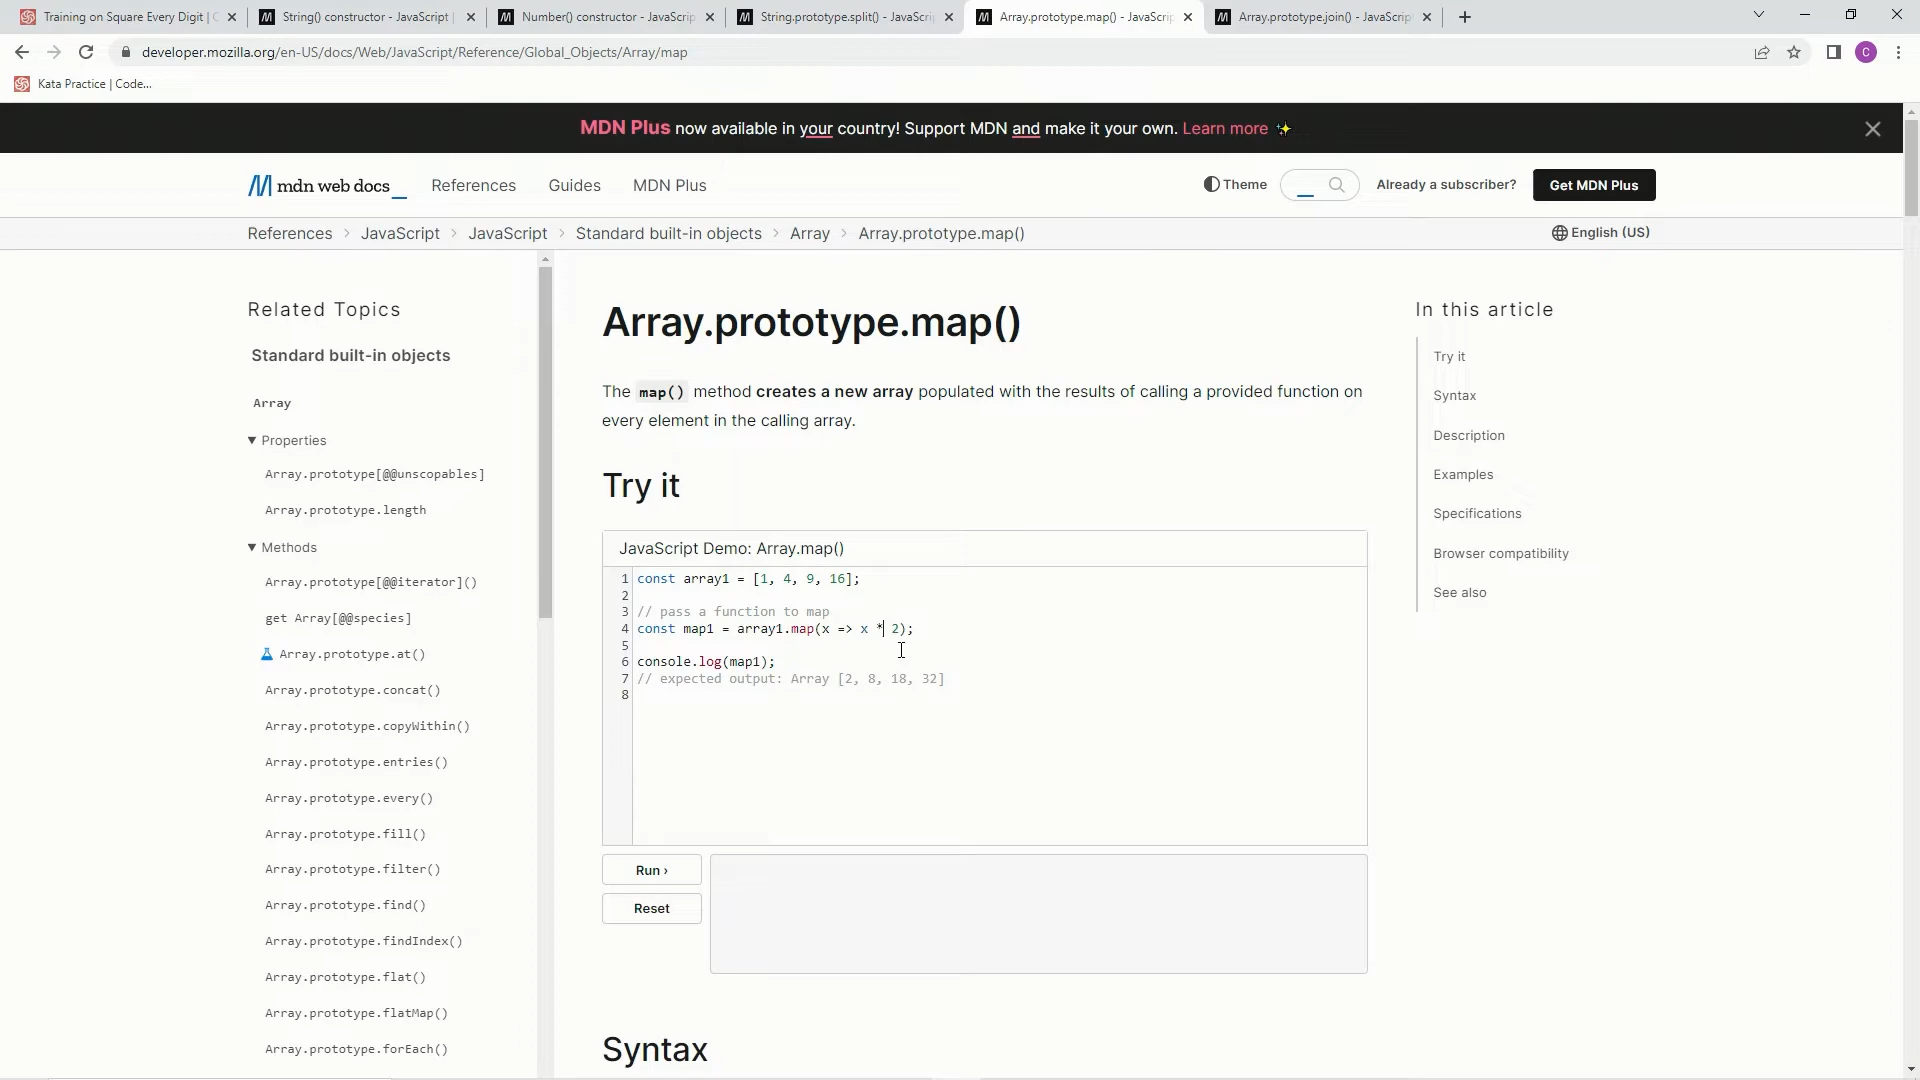 Training on Square Every Digit | C
String() constructor - JavaScript |
Number() constructor - JavaScrip
String.prototype.split() - JavaScri
Array.prototype.map() - JavaScrip
Array.prototype.join() - JavaScript
developer.mozilla.org/en-US/docs/Web/JavaScript/Reference/Global_Objects/Array/map
C
Kata Practice | Code...
MDN Plus now available in your country! Support MDN and make it your own. Learn more ✨
mdn web docs_
References
Guides
MDN Plus
Theme
Already a subscriber?
Get MDN Plus
References > JavaScript > JavaScript > Standard built-in objects > Array > Array.prototype.map()
English (US)
Related Topics
Standard built-in objects
Array
▼ Properties
Array.prototype[@@unscopables]
Array.prototype.length
▼ Methods
Array.prototype[@@iterator]()
get Array[@@species]
Array.prototype.at()
Array.prototype.concat()
Array.prototype.copyWithin()
Array.prototype.entries()
Array.prototype.every()
Array.prototype.fill()
Array.prototype.filter()
Array.prototype.find()
Array.prototype.findIndex()
Array.prototype.flat()
Array.prototype.flatMap()
Array.prototype.forEach()
Array.prototype.map()
The map() method creates a new array populated with the results of calling a provided function on
every element in the calling array.
Try it
JavaScript Demo: Array.map()
1 const array1 = [1, 4, 9, 16];
2
3 // pass a function to map
4 const map1 = array1.map(x => x * 2);
5
6 console.log(map1);
7 // expected output: Array [2, 8, 18, 32]
8
Run ›
Reset
Syntax
In this article
Try it
Syntax
Description
Examples
Specifications
Browser compatibility
See also